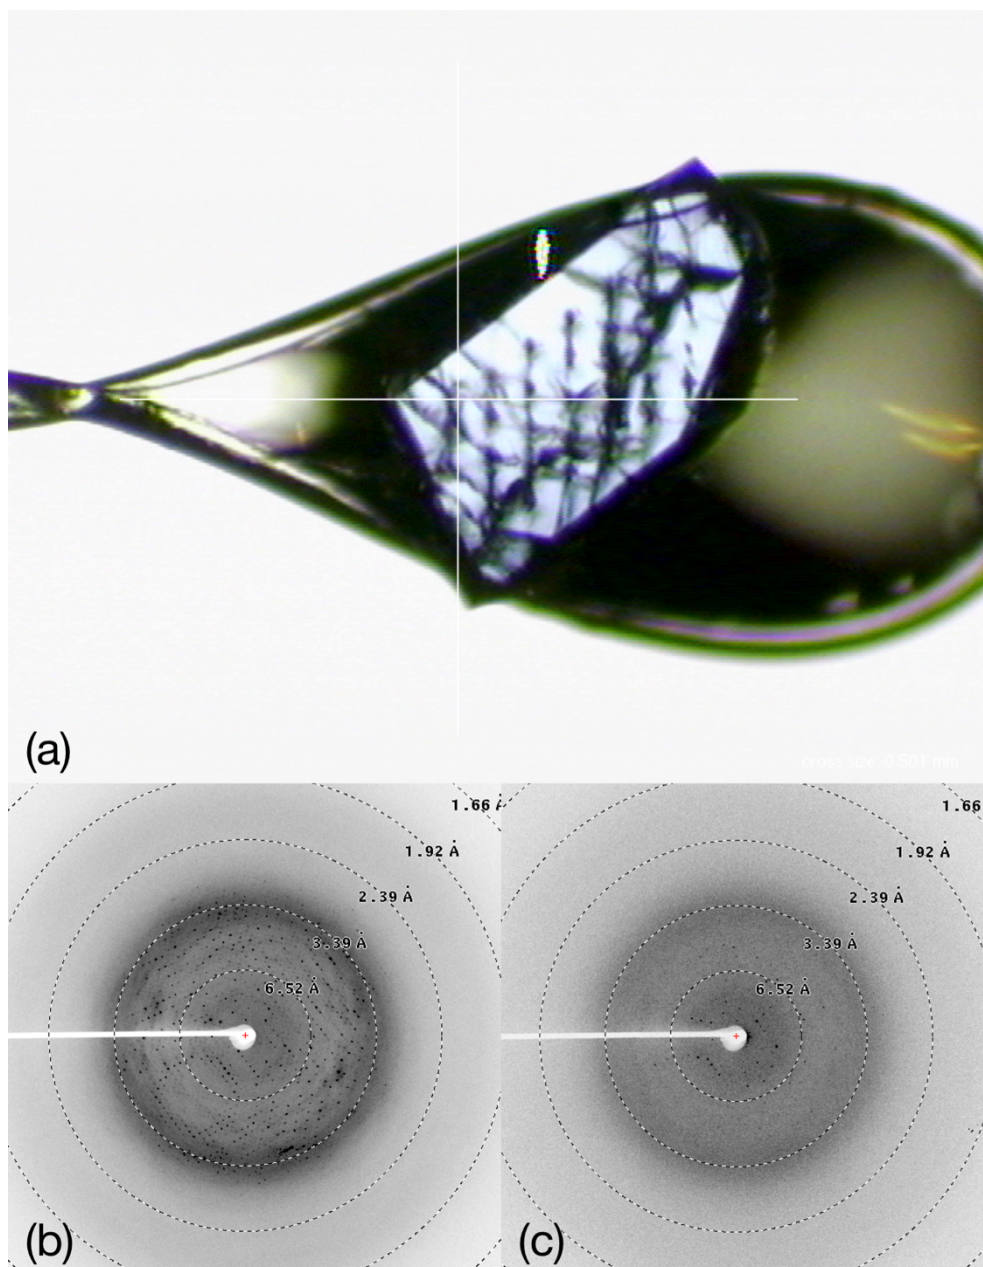 cross size: 0.501 mm
(a)
1.66 Å
1.92 Å
2.39 Å
3.39 Å
6.52 Å
(b)
1.66
1.92 Å
2.39 Å
3.39 Å
6.52 Å
(c)